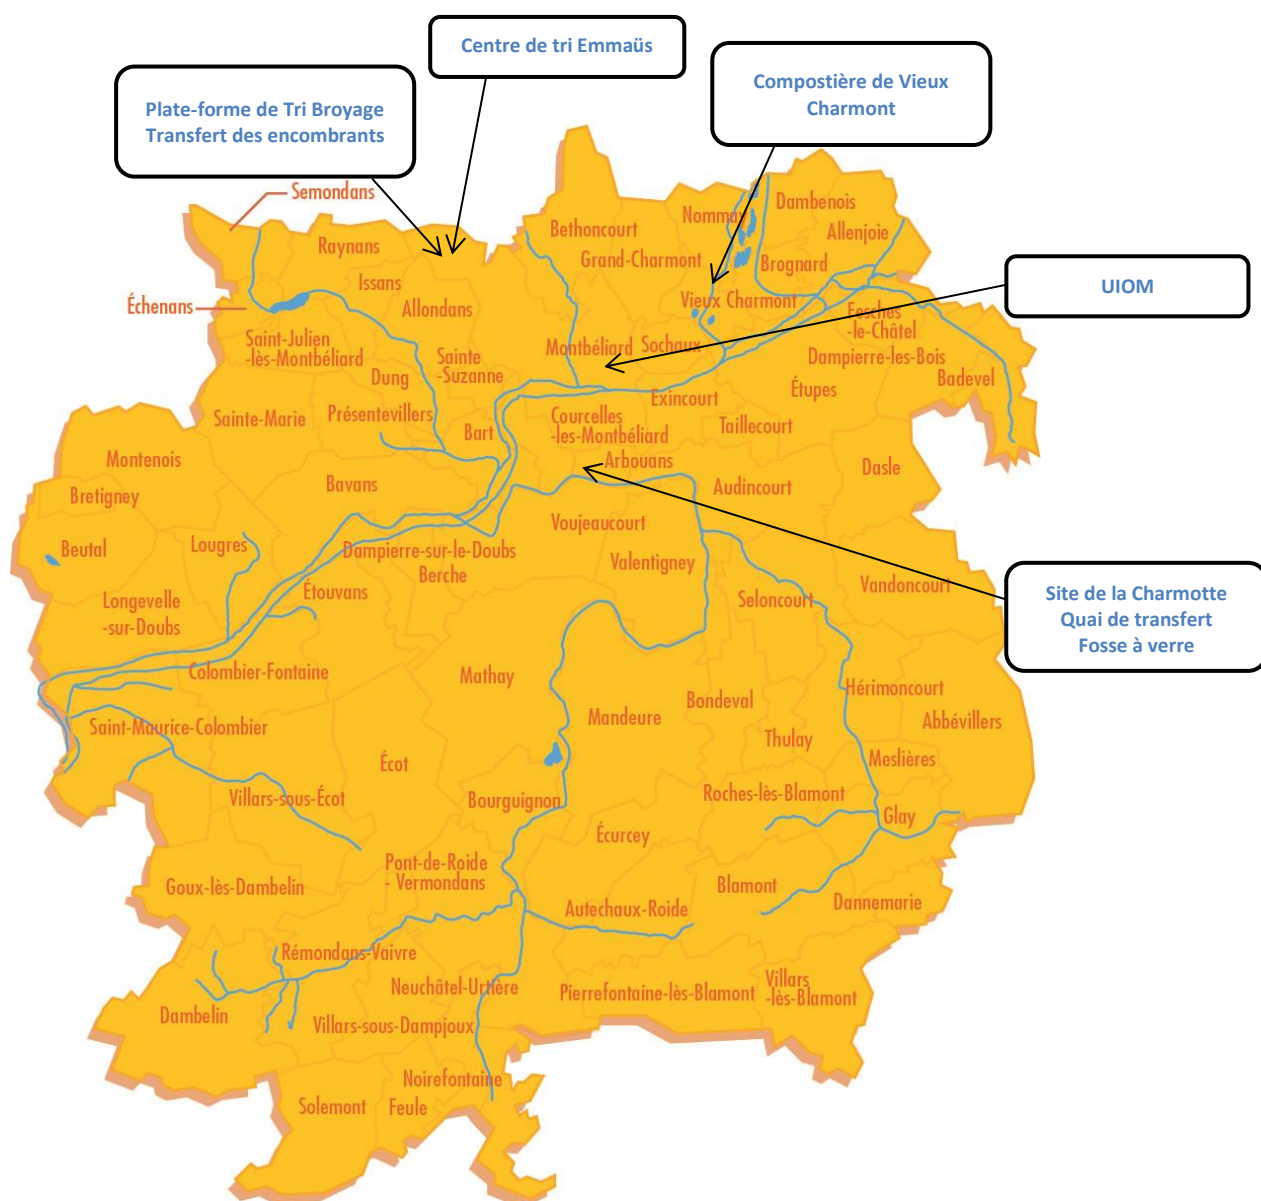 Centre de tri Emmaüs
Compostière de Vieux
Charmont
Plate-forme de Tri Broyage
Transfert des encombrants
Semondans
Dambenois
Nommay
Bethoncourt
Allenjoie
Raynans
Grand-Charmont
Brognard
Issans
UIOM
Échenans
Allondans
Vieux Charmont
Fesches
-le-Châtel
Saint-Julien
-lès-Montbéliard
Montbéliard
Sochaux
Sainte
-Suzanne
Dampierre-les-Bois
Dung
Badevel
Étupes
Exincourt
Sainte-Marie
Présentevillers
Courcelles
-les-Montbéliard
Taillecourt
Bart
Montenois
Arbouans
Dasle
Bavans
Audincourt
Bretigney
Voujeaucourt
Beutal
Lougres
Dampierre-sur-le-Doubs
Valentigney
Berche
Vandoncourt
Étouvans
Longevelle
-sur-Doubs
Seloncourt
Site de la Charmotte
Quai de transfert
Fosse à verre
Colombier-Fontaine
Mathay
Hérimoncourt
Bondeval
Mandeure
Abbévillers
Saint-Maurice-Colombier
Thulay
Écot
Meslières
Villars-sous-Écot
Bourguignon
Roches-lès-Blamont
Glay
Écurcey
Pont-de-Roide
- Vermondans
Goux-lès-Dambelin
Blamont
Dannemarie
Autechaux-Roide
Rémondans-Vaivre
Villars
-lès-Blamont
Neuchâtel-Urtière
Pierrefontaine-lès-Blamont
Dambelin
Villars-sous-Dampjoux
Noirefontaine
Solemont
Feule